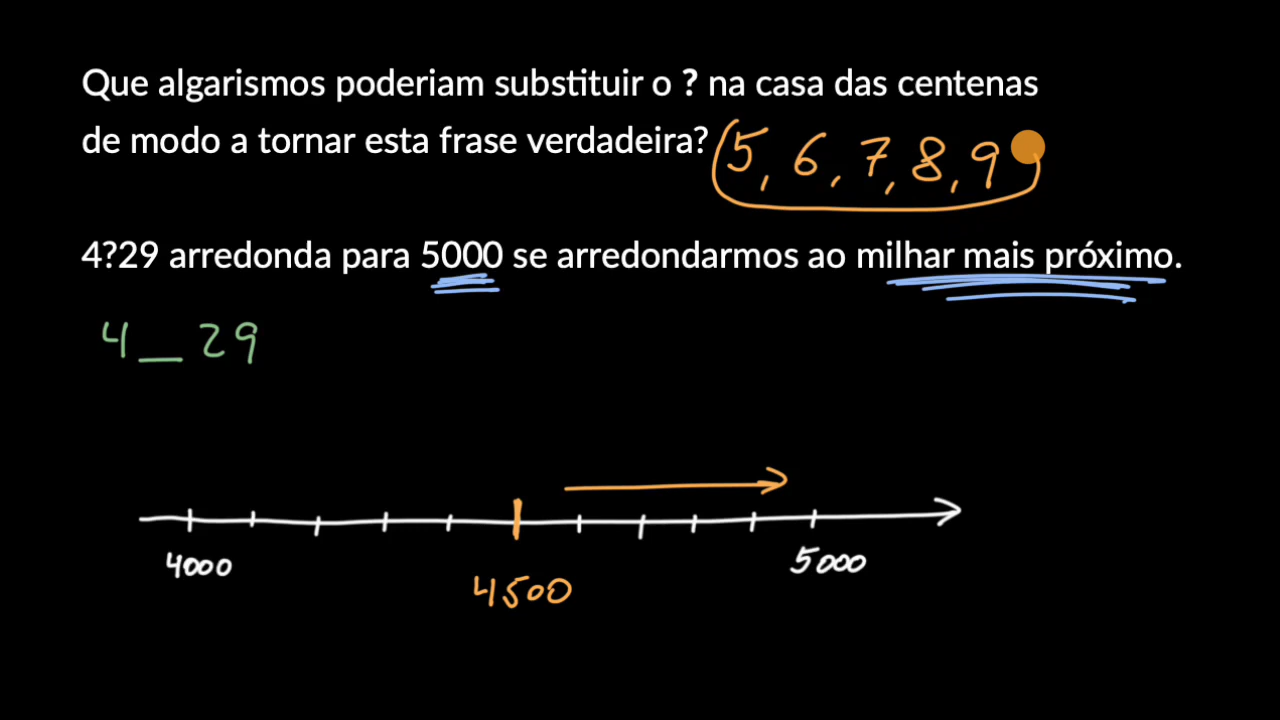 Que algarismos poderiam substituir o ? na casa das centenas
de modo a tornar esta frase verdadeira? 5, 6, 7, 8, 9
4?29 arredonda para 5000 se arredondarmos ao milhar mais próximo.
4_29
4000 4500 5000